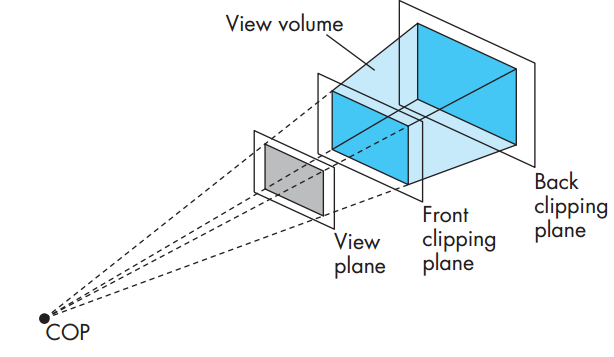 View volume
Back
clipping
plane
Front
clipping
plane
View
plane
COP